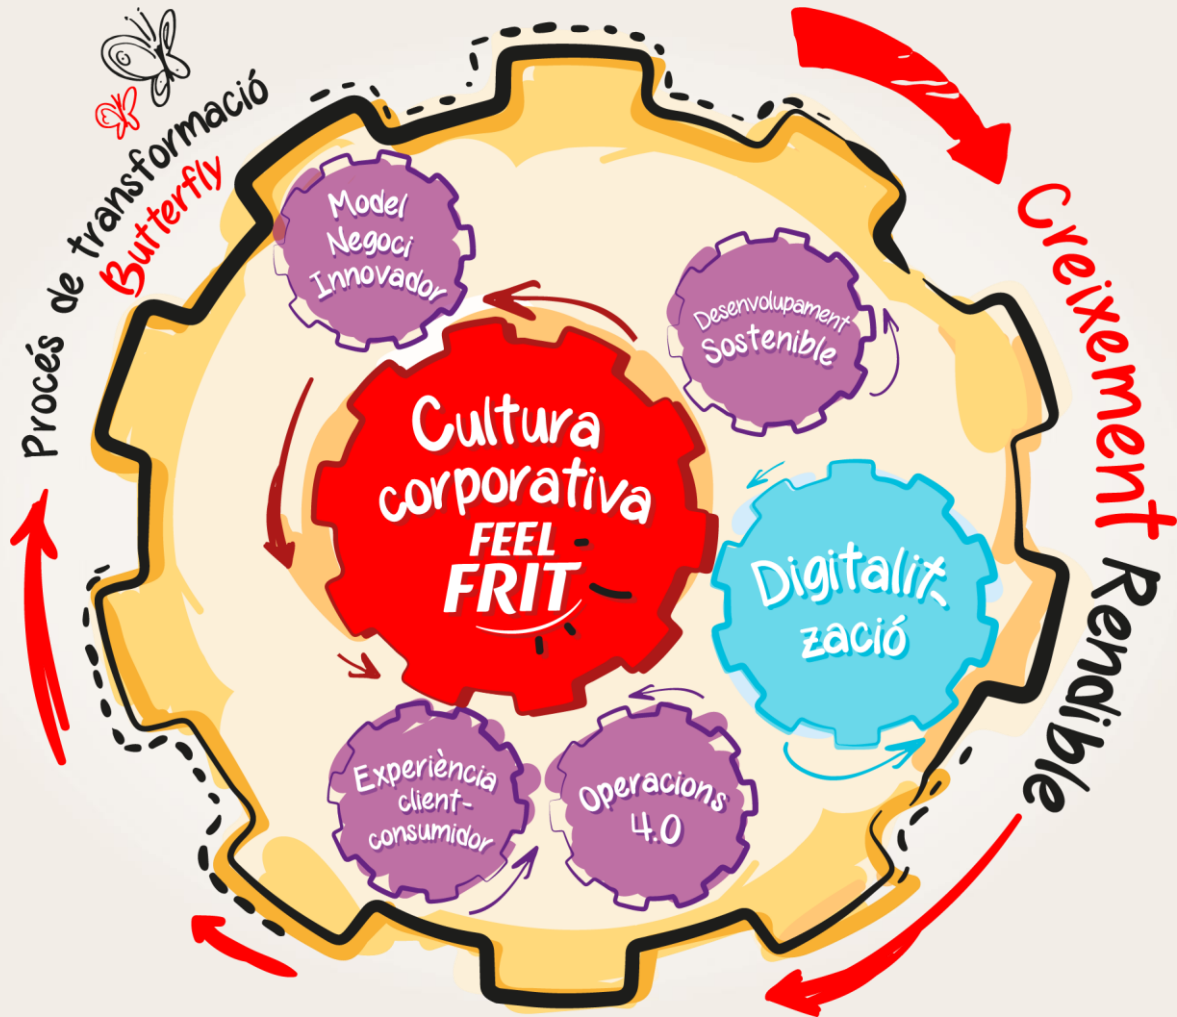 Procés de transformació
Butterfly
Creixement Rendible
Model
Negoci
Innovador
Desenvolupament
Sostenible
Cultura
corporativa
FEEL
FRIT
Digitalit-
zació
Experiència
client-
consumidor
Operacions
4.0